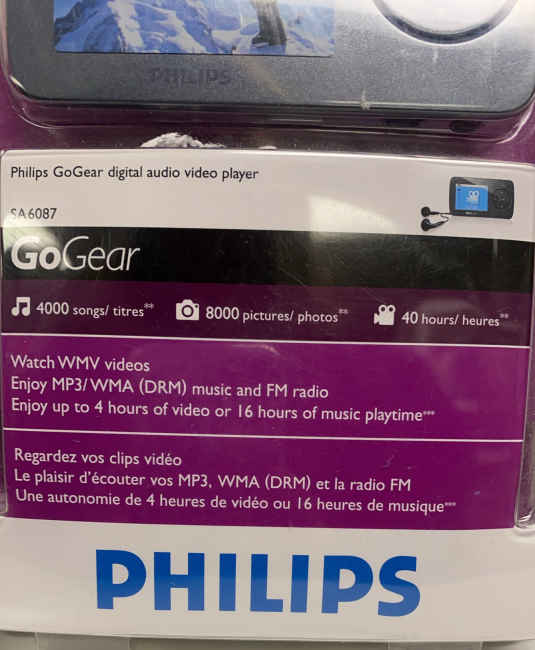 PHILIPS
Philips GoGear digital audio video player
SA6087
GoGear
4000 songs/ titres** 8000 pictures/ photos** 40 hours/ heures**
Watch WMV videos
Enjoy MP3/WMA (DRM) music and FM radio
Enjoy up to 4 hours of video or 16 hours of music playtime***
Regardez vos clips vidéo
Le plaisir d'écouter vos MP3, WMA (DRM) et la radio FM
Une autonomie de 4 heures de vidéo ou 16 heures de musique***
PHILIPS